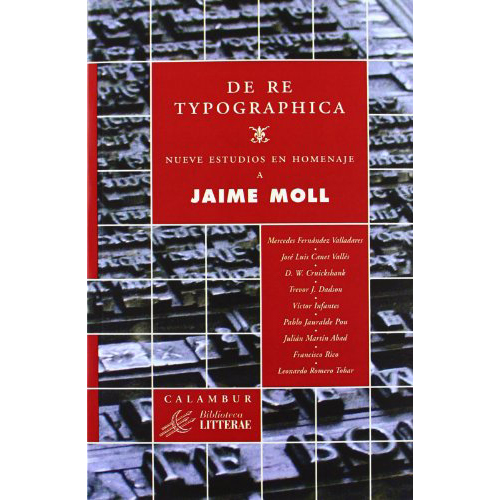 DE RE
TYPOGRAPHICA
NUEVE ESTUDIOS EN HOMENAJE
A
JAIME MOLL
Mercedes Fernández Valladares
José Luis Canet Vallés
D. W. Cruickshank
Trevor J. Dadson
Víctor Infantes
Pablo Jauralde Pou
Julián Martín Abad
Francisco Rico
Leonardo Romero Tobar
CALAMBUR
Biblioteca
LITTERAE